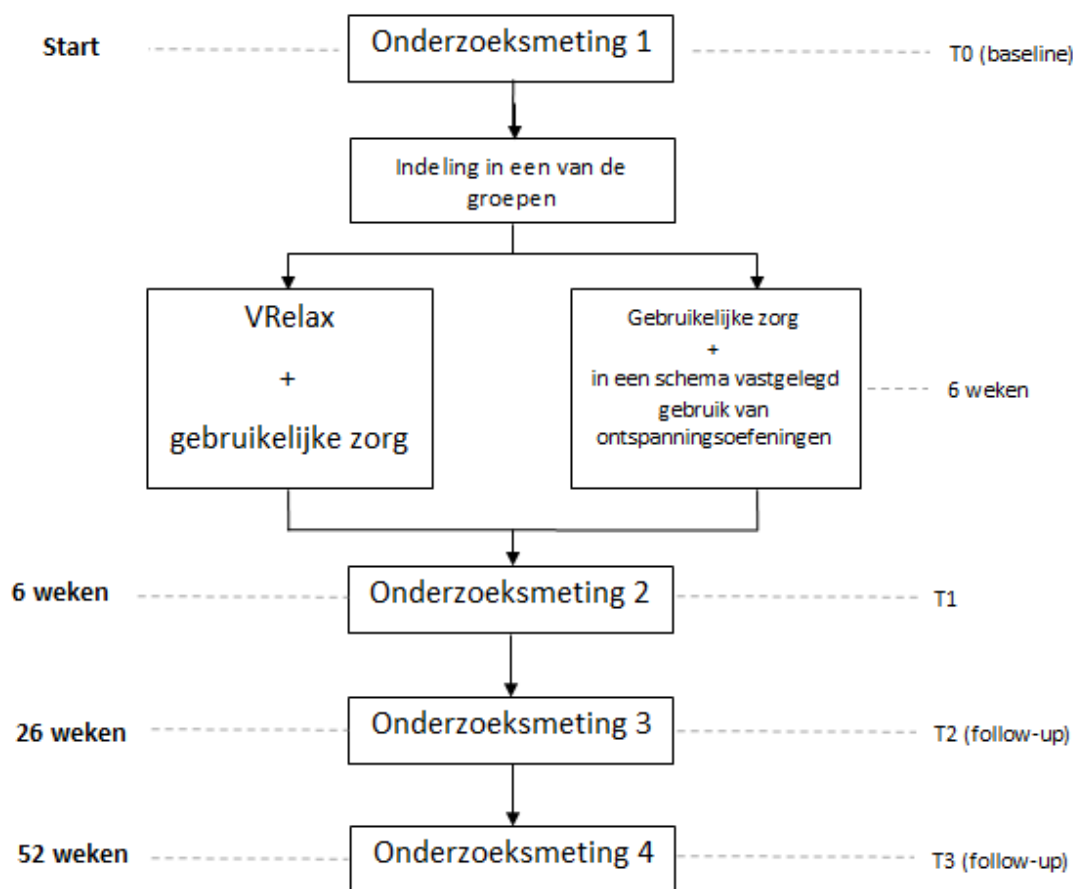 Start
Onderzoeksmeting 1
T0 (baseline)
Indeling in een van de
groepen
VRelax
+
gebruikelijke zorg
Gebruikelijke zorg
+
in een schema vastgelegd
gebruik van
ontspanningsoefeningen
6 weken
6 weken
Onderzoeksmeting 2
T1
26 weken
Onderzoeksmeting 3
T2 (follow-up)
52 weken
Onderzoeksmeting 4
T3 (follow-up)